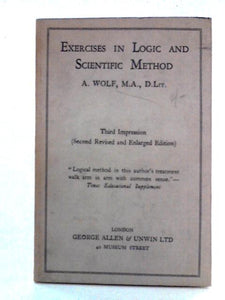 EXERCISES IN LOGIC AND
SCIENTIFIC METHOD
A. WOLF, M.A., D.LIT.
Third Impression
(Second Revised and Enlarged Edition)
"Logical method in this author's treatment
walk arm in arm with common sense."—
Times Educational Supplement
LONDON
GEORGE ALLEN & UNWIN LTD
40 MUSEUM STREET